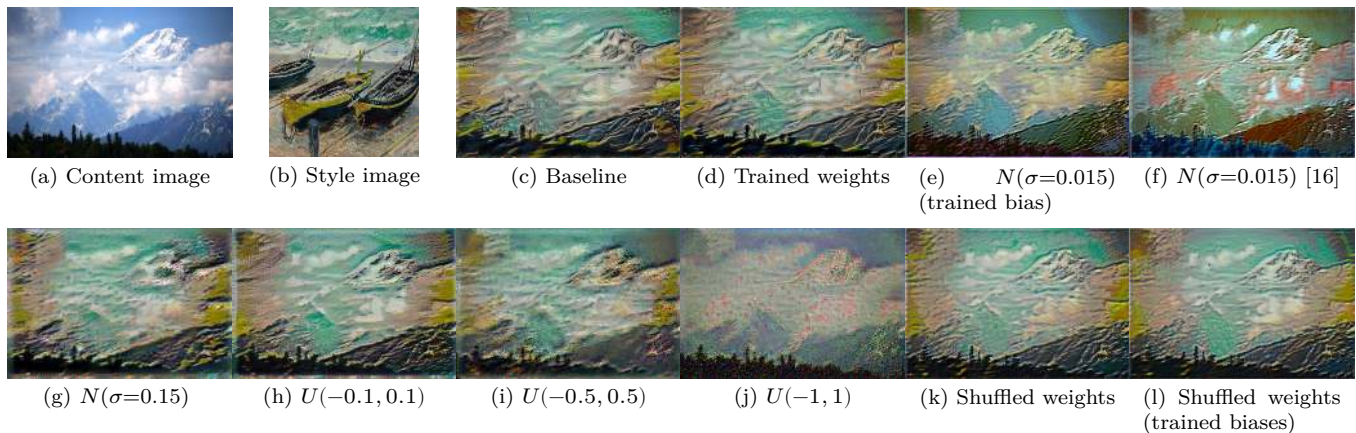 (a) Content image
(b) Style image
(c) Baseline
(d) Trained weights
(e) N(σ=0.015)
(trained bias)
(f) N(σ=0.015) [16]
(g) N(σ=0.15)
(h) U(−0.1, 0.1)
(i) U(−0.5, 0.5)
(j) U(−1, 1)
(k) Shuffled weights
(l) Shuffled weights
(trained biases)